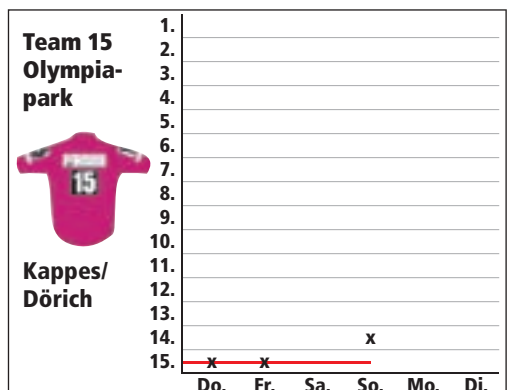 Team 15
Olympia-
park
15
Kappes/
Dörich
1.
2.
3.
4.
5.
6.
7.
8.
9.
10.
11.
12.
13.
14.
15.
x
x x
Do. Fr. Sa. So. Mo. Di.